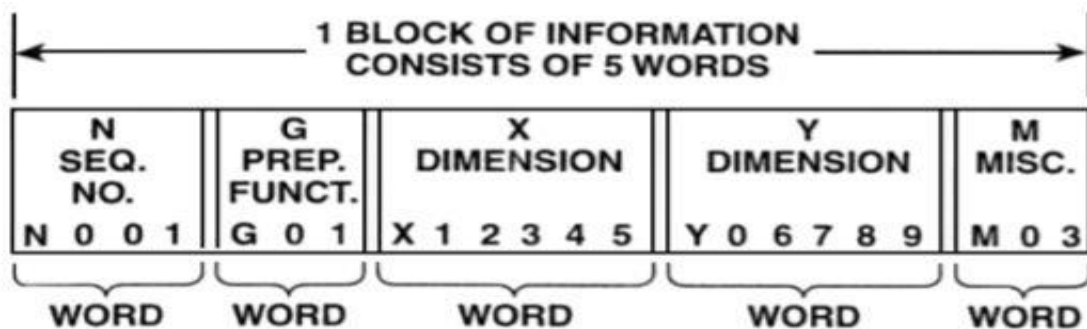 1 BLOCK OF INFORMATION
CONSISTS OF 5 WORDS
N
SEQ.
NO.
N 0 0 1
G
PREP.
FUNCT.
G 0 1
X
DIMENSION
X 1 2 3 4 5
Y
DIMENSION
Y 0 6 7 8 9
M
MISC.
M 0 3
WORD
WORD
WORD
WORD
WORD